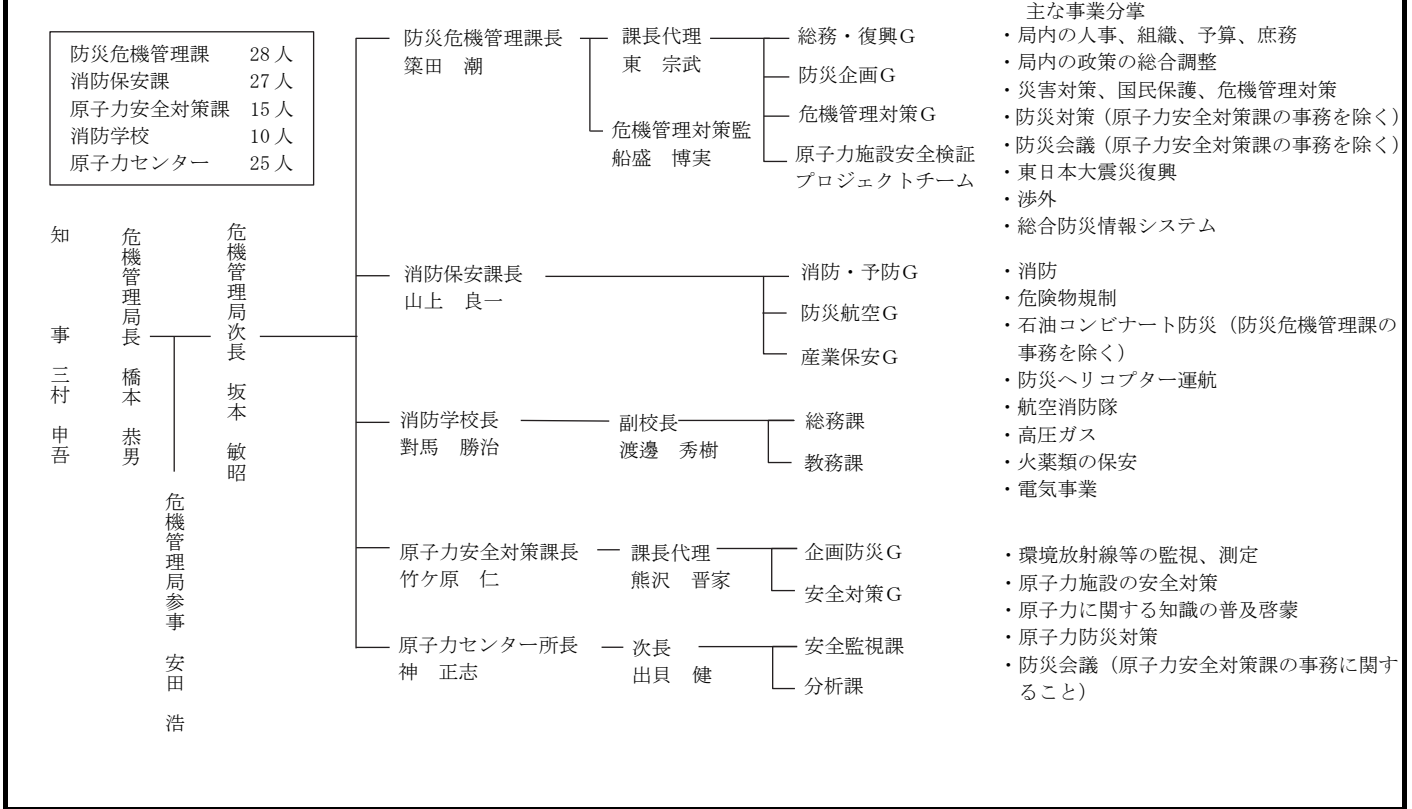 防災危機管理課 28人
消防保安課 27人
原子力安全対策課 15人
消防学校 10人
原子力センター 25人
知事 三村 申吾
危機管理局長 橋本 恭男
危機管理局参事 安田 浩
危機管理局次長 坂本 敏昭
防災危機管理課長
築田 潮
課長代理
東 宗武
危機管理対策監
船盛 博実
総務・復興G
防災企画G
危機管理対策G
原子力施設安全検証
プロジェクトチーム
消防保安課長
山上 良一
消防・予防G
防災航空G
産業保安G
消防学校長
對馬 勝治
副校長
渡邊 秀樹
総務課
教務課
原子力安全対策課長
竹ケ原 仁
課長代理
熊沢 晋家
企画防災G
安全対策G
原子力センター所長
神 正志
次長
出貝 健
安全監視課
分析課
主な事業分掌
・局内の人事、組織、予算、庶務
・局内の政策の総合調整
・災害対策、国民保護、危機管理対策
・防災対策（原子力安全対策課の事務を除く）
・防災会議（原子力安全対策課の事務を除く）
・東日本大震災復興
・渉外
・総合防災情報システム
・消防
・危険物規制
・石油コンビナート防災（防災危機管理課の
事務を除く）
・防災ヘリコプター運航
・航空消防隊
・高圧ガス
・火薬類の保安
・電気事業
・環境放射線等の監視、測定
・原子力施設の安全対策
・原子力に関する知識の普及啓蒙
・原子力防災対策
・防災会議（原子力安全対策課の事務に関す
ること）